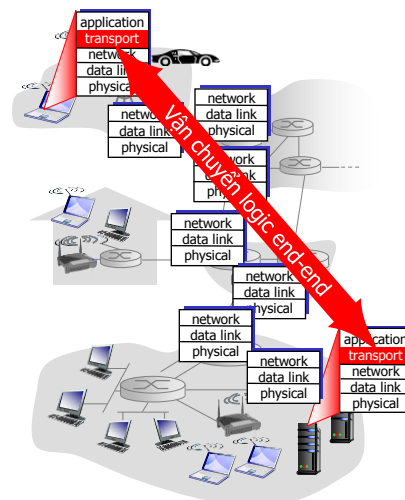 application
transport
network
data link
physical
network
data link
physical
network
data link
physical
network
data link
physical
Vận chuyển logic end-end
network
data link
physical
network
data link
physical
network
data link
physical
network
data link
physical
application
transport
network
data link
physical